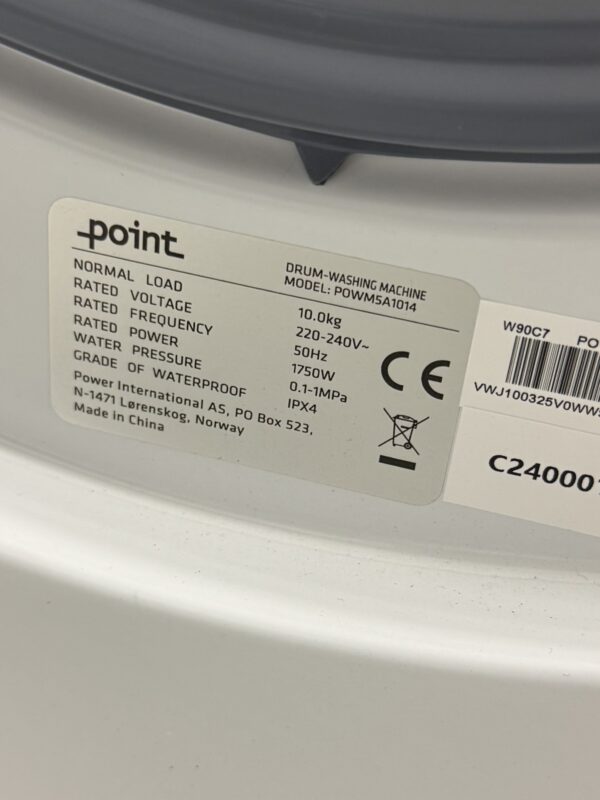 point
DRUM-WASHING MACHINE
MODEL: POWM5A1014
NORMAL LOAD 10.0kg
RATED VOLTAGE 220-240V~
RATED FREQUENCY 50Hz
RATED POWER 1750W
WATER PRESSURE 0.1-1MPa
GRADE OF WATERPROOF IPX4
Power International AS, PO Box 523,
N-1471 Lørenskog, Norway
Made in China
CE
W90C7 PO
VWJ100325V0WW
C24000